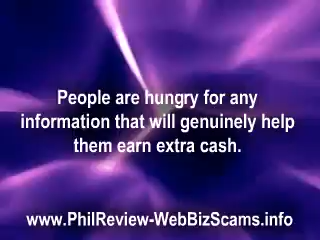 People are hungry for any
information that will genuinely help
them earn extra cash.
www.PhilReview-WebBizScams.info